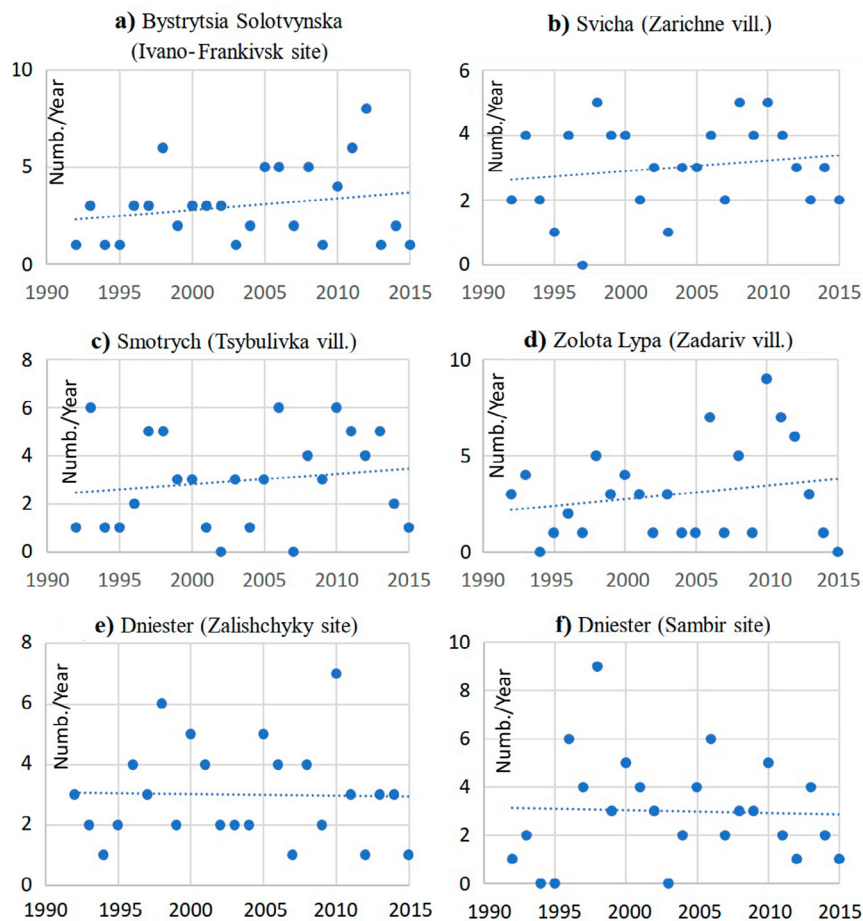 a) Bystrytsia Solotvynska
(Ivano-Frankivsk site)
Numb./Year
10
5
0
1990 1995 2000 2005 2010 2015
b) Svicha (Zarichne vill.)
Numb./Year
6
4
2
0
1990 1995 2000 2005 2010 2015
c) Smotrych (Tsybulivka vill.)
Numb./Year
8
6
4
2
0
1990 1995 2000 2005 2010 2015
d) Zolota Lypa (Zadariv vill.)
Numb./Year
10
5
0
1990 1995 2000 2005 2010 2015
e) Dniester (Zalishchyky site)
Numb./Year
8
6
4
2
0
1990 1995 2000 2005 2010 2015
f) Dniester (Sambir site)
Numb./Year
10
8
6
4
2
0
1990 1995 2000 2005 2010 2015